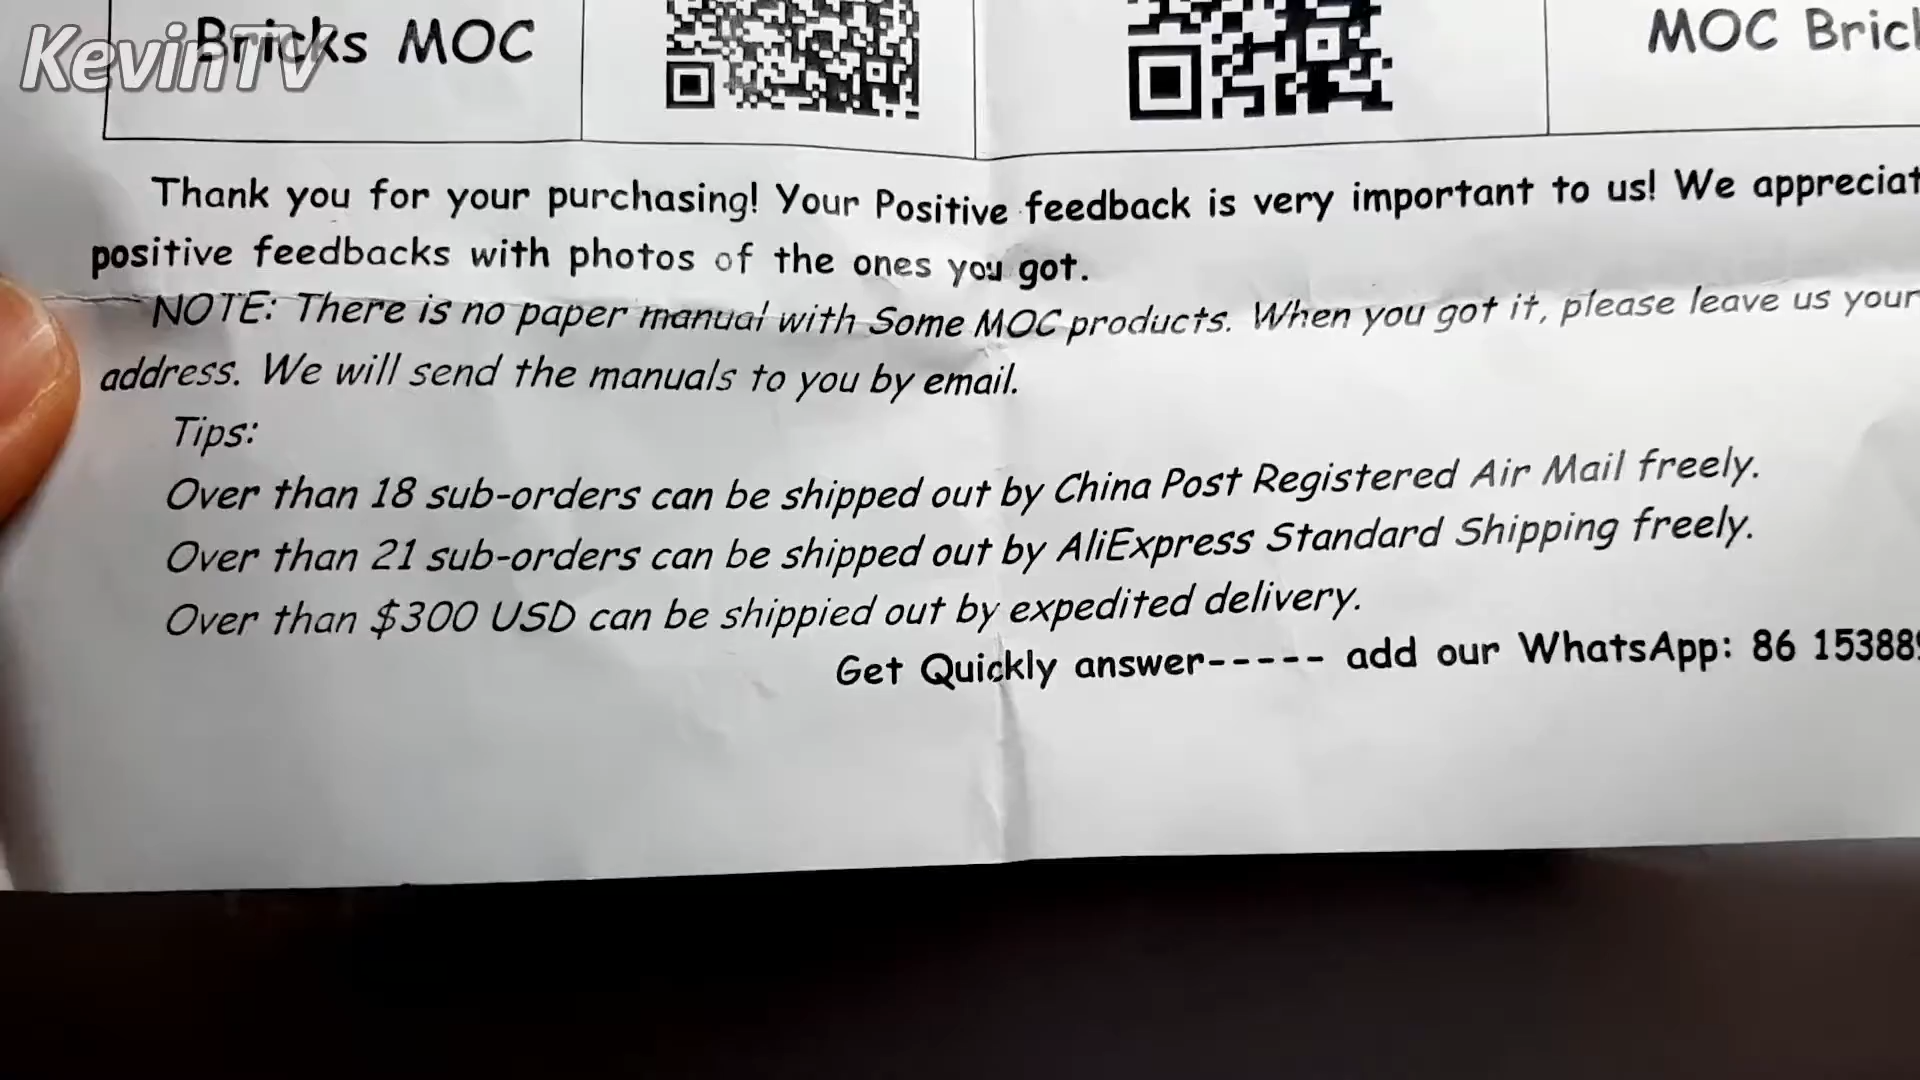 KevinTV
Bricks MOC
MOC
Thank you for your purchasing! Your Positive feedback is very important to us! We
positive feedbacks with photos of the ones you got.
NOTE: There is no paper manual with Some MOC products. When you got it, please leave us your
address. We will send the manuals to you by email.
Tips:
Over than 18 sub-orders can be shipped out by China Post Registered Air Mail freely.
Over than 21 sub-orders can be shipped out by AliExpress Standard Shipping freely.
Over than $300 USD can be shippied out by expedited delivery.
Get Quickly answer----- add our WhatsApp: 86 15388